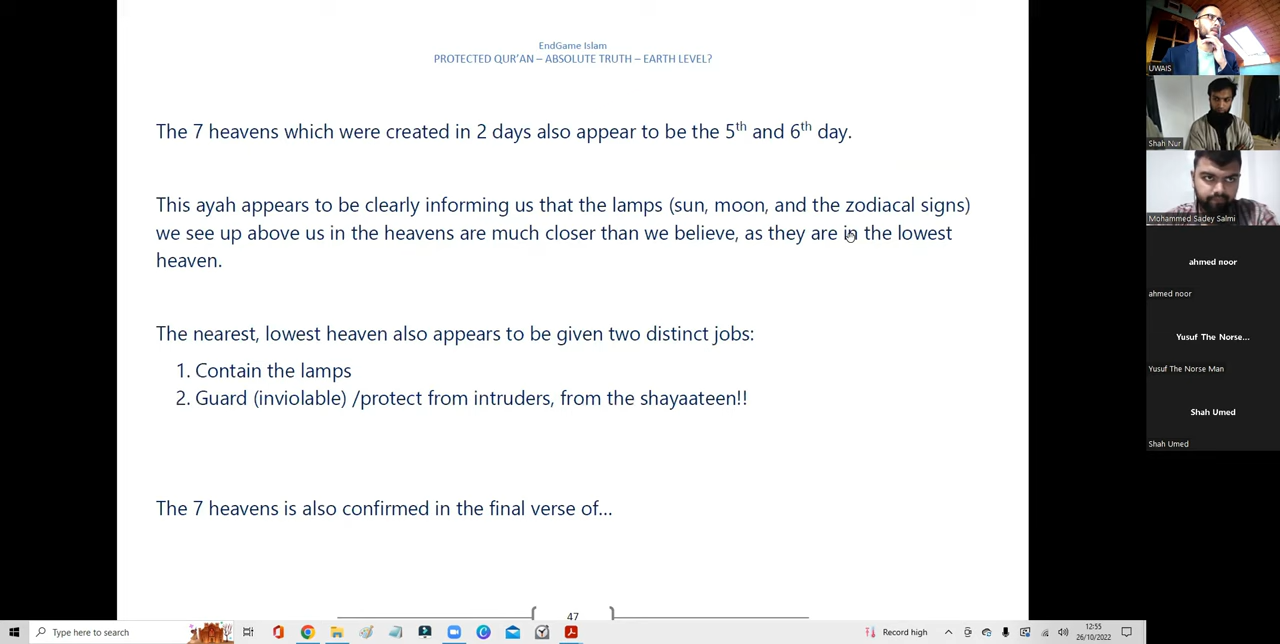 EndGame Islam
PROTECTED QUR'AN – ABSOLUTE TRUTH – EARTH LEVEL?
The 7 heavens which were created in 2 days also appear to be the 5th and 6th day.
This ayah appears to be clearly informing us that the lamps (sun, moon, and the zodiacal signs)
we see up above us in the heavens are much closer than we believe, as they are in the lowest
heaven.
The nearest, lowest heaven also appears to be given two distinct jobs:
1. Contain the lamps
2. Guard (inviolable) /protect from intruders, from the shayaateen!!
The 7 heavens is also confirmed in the final verse of...
47
UWAIS
Shah Nur
Mohammed Sadey Salmi
ahmed noor
ahmed noor
Yusuf The Norse...
Yusuf The Norse Man
Shah Umed
Shah Umed
Type here to search
Record high
12:55
26/10/2022